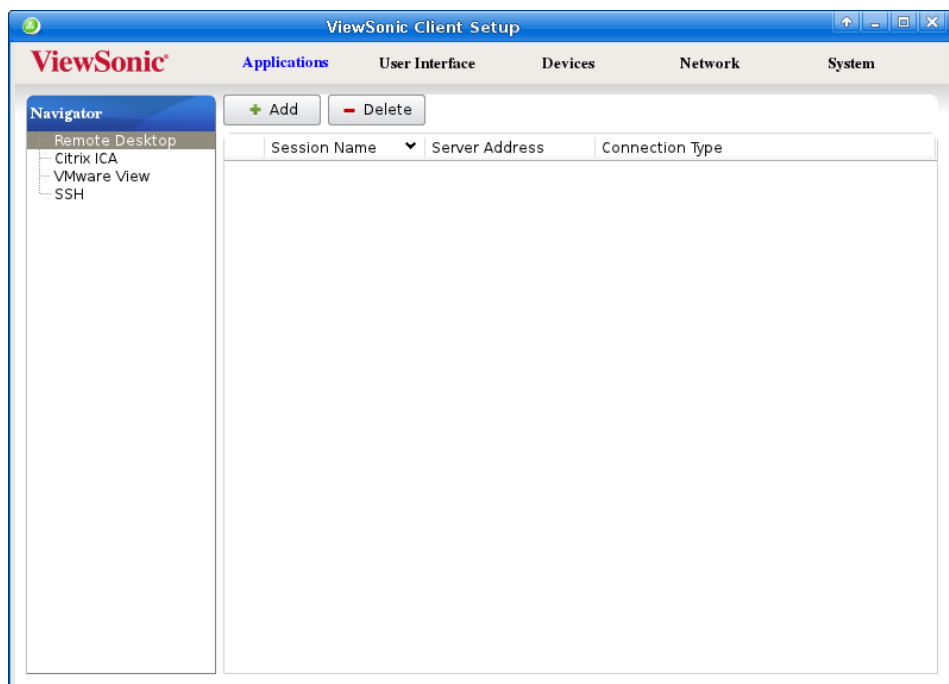 ViewSonic Client Setup
ViewSonic®
Applications User Interface Devices Network System
Navigator
Remote Desktop
Citrix ICA
VMware View
SSH
Add Delete
Session Name Server Address Connection Type